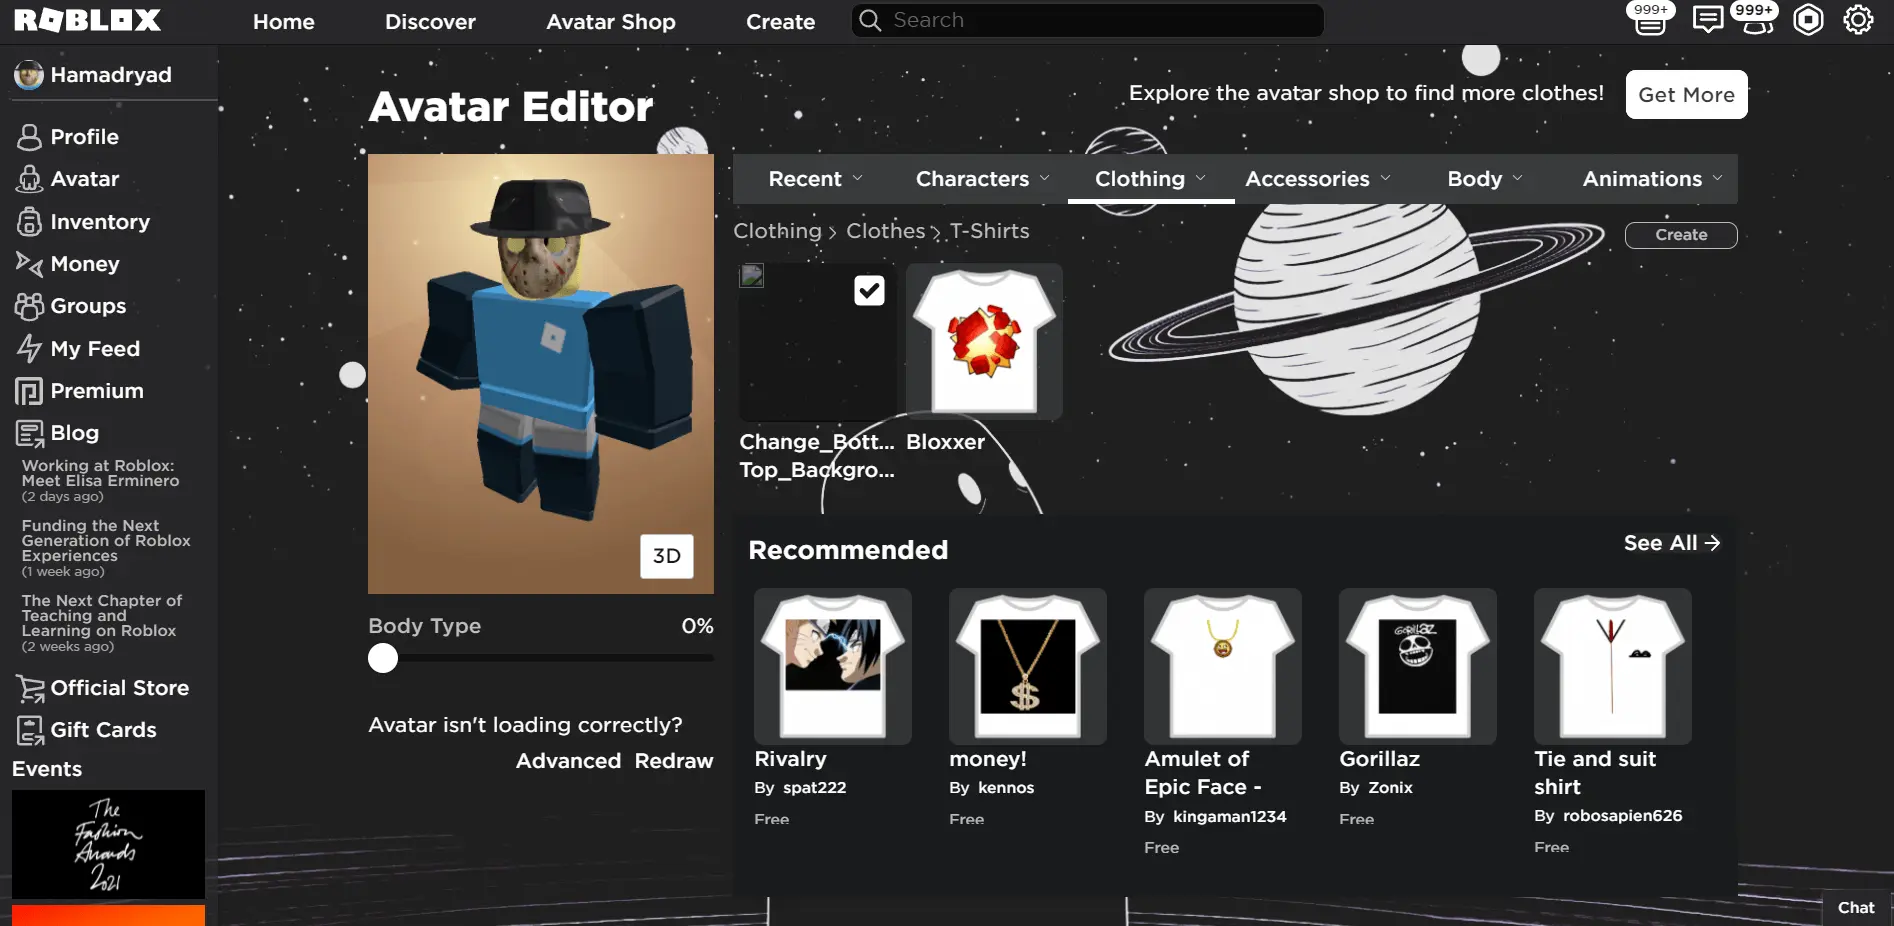 ROBLOX
Home
Discover
Avatar Shop
Create
Search
999+
999+
Hamadryad
Profile
Avatar
Inventory
Money
Groups
My Feed
Premium
Blog
Working at Roblox:
Meet Elisa Erminero
(2 days ago)
Funding the Next
Generation of Roblox
Experiences
(1 week ago)
The Next Chapter of
Teaching and
Learning on Roblox
(2 weeks ago)
Official Store
Gift Cards
Events
The
Fashion
Awards
2021
Avatar Editor
Explore the avatar shop to find more clothes!
Get More
3D
Body Type
0%
Avatar isn't loading correctly?
Advanced
Redraw
Recent
Characters
Clothing
Accessories
Body
Animations
Clothing > Clothes > T-Shirts
Create
Change_Bott...
Top_Backgro...
Bloxxer
Recommended
See All
$
GORILLAZ
Rivalry
By spat222
Free
money!
By kennos
Free
Amulet of
Epic Face -
By kingaman1234
Free
Gorillaz
By Zonix
Free
Tie and suit
shirt
By robosapien626
Free
Chat